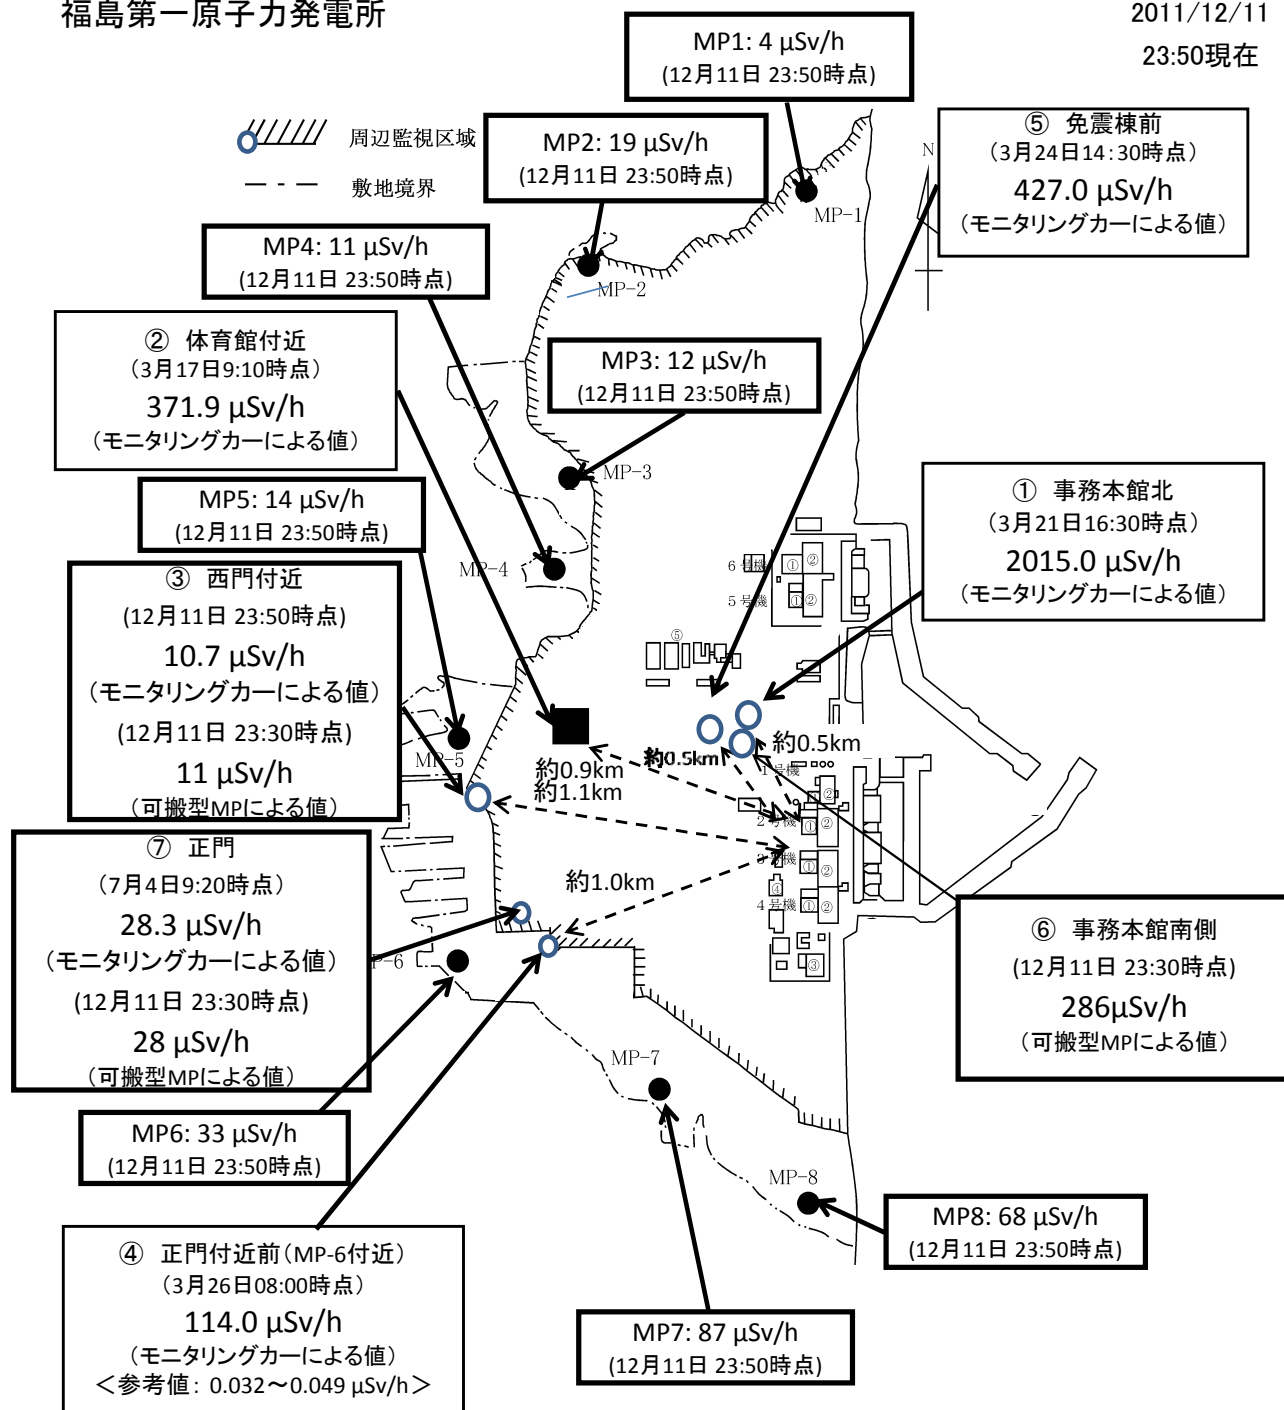 福島第一原子力発電所
2011/12/11
23:50現在
MP1: 4 μSv/h
(12月11日 23:50時点)
周辺監視区域
敷地境界
MP2: 19 μSv/h
(12月11日 23:50時点)
⑤ 免震棟前
(3月24日14:30時点)
427.0 μSv/h
(モニタリングカーによる値)
N
MP-1
MP4: 11 μSv/h
(12月11日 23:50時点)
MP-2
② 体育館付近
(3月17日9:10時点)
371.9 μSv/h
(モニタリングカーによる値)
MP3: 12 μSv/h
(12月11日 23:50時点)
MP-3
MP5: 14 μSv/h
(12月11日 23:50時点)
① 事務本館北
(3月21日16:30時点)
2015.0 μSv/h
(モニタリングカーによる値)
MP-4
6号機
① ②
5号機
① ②
③ 西門付近
(12月11日 23:50時点)
10.7 μSv/h
(モニタリングカーによる値)
(12月11日 23:30時点)
11 μSv/h
(可搬型MPによる値)
⑤
MP-5
約0.9km
約1.1km
約0.5km
約0.5km
1号機
① ②
2号機
① ②
3号機
① ②
④
4号機
① ②
③
約1.0km
⑦ 正門
(7月4日9:20時点)
28.3 μSv/h
(モニタリングカーによる値)
(12月11日 23:30時点)
28 μSv/h
(可搬型MPによる値)
P-6
⑥ 事務本館南側
(12月11日 23:30時点)
286μSv/h
(可搬型MPによる値)
MP-7
MP6: 33 μSv/h
(12月11日 23:50時点)
MP-8
MP8: 68 μSv/h
(12月11日 23:50時点)
④ 正門付近前(MP-6付近)
(3月26日08:00時点)
114.0 μSv/h
(モニタリングカーによる値)
<参考値: 0.032～0.049 μSv/h>
MP7: 87 μSv/h
(12月11日 23:50時点)